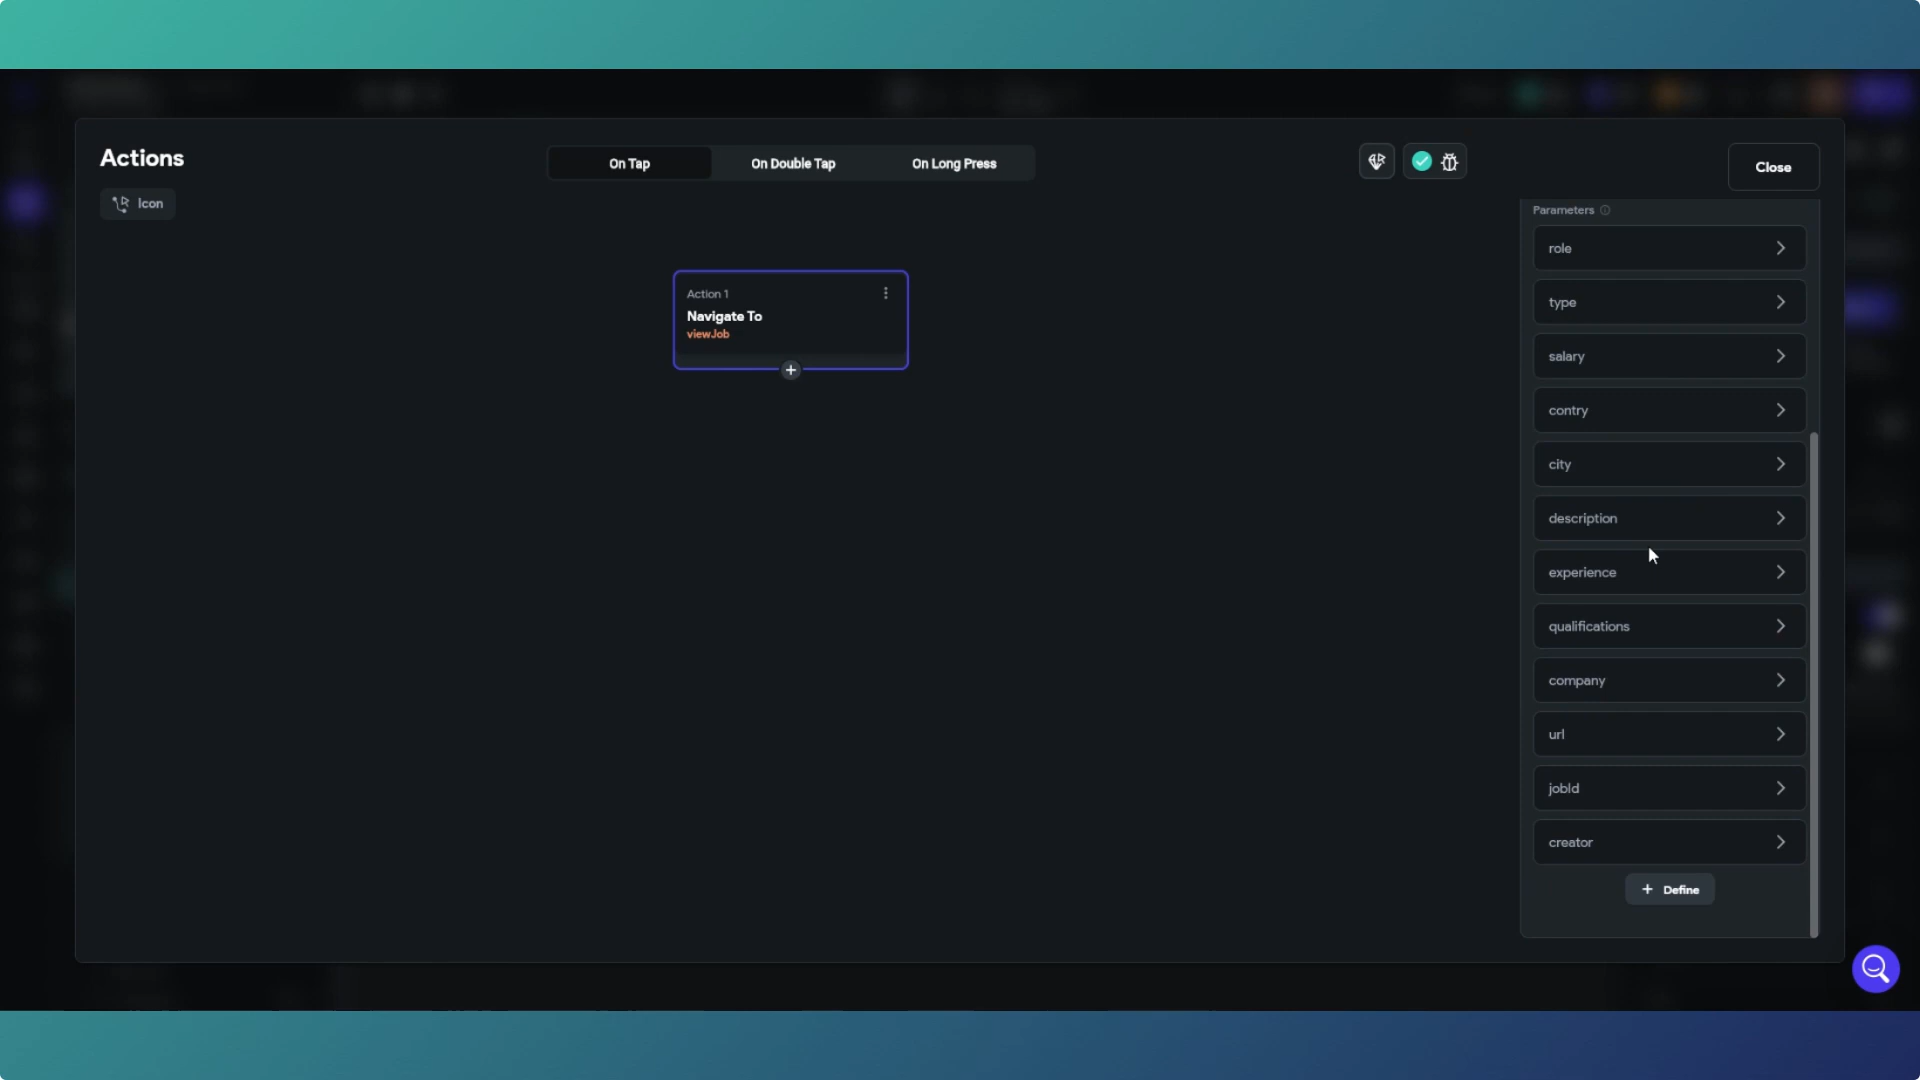 Actions
On Tap
On Double Tap
On Long Press
Close
Icon
Parameters
role
Action 1
Navigate To
viewJob
type
salary
contry
city
description
experience
qualifications
company
url
jobId
creator
+ Define